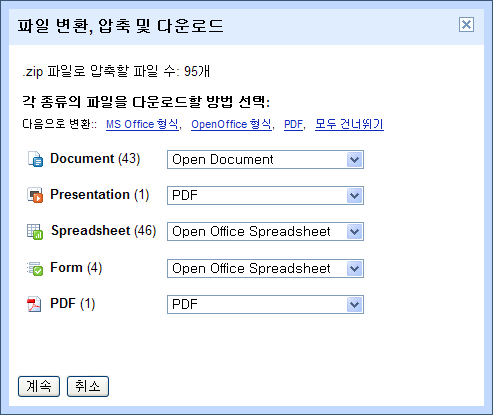 파일 변환, 압축 및 다운로드
.zip 파일로 압축할 파일 수: 95개
각 종류의 파일을 다운로드할 방법 선택:
다음으로 변환:: MS Office 형식, OpenOffice 형식, PDF, 모두 건너뛰기
Document (43) Open Document
Presentation (1) PDF
Spreadsheet (46) Open Office Spreadsheet
Form (4) Open Office Spreadsheet
PDF (1) PDF
계속 취소